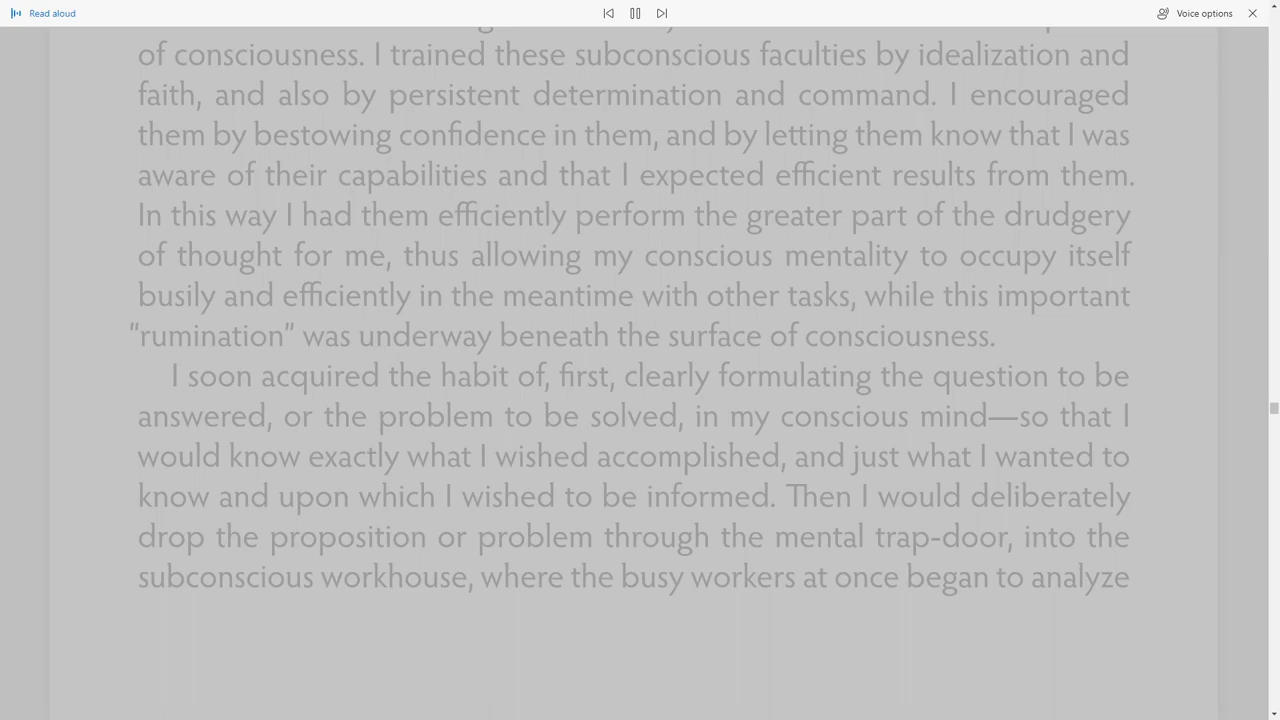 Read aloud
Voice options
of consciousness. I trained these subconscious faculties by idealization and
faith, and also by persistent determination and command. I encouraged
them by bestowing confidence in them, and by letting them know that I was
aware of their capabilities and that I expected efficient results from them.
In this way I had them efficiently perform the greater part of the drudgery
of thought for me, thus allowing my conscious mentality to occupy itself
busily and efficiently in the meantime with other tasks, while this important
"rumination" was underway beneath the surface of consciousness.
I soon acquired the habit of, first, clearly formulating the question to be
answered, or the problem to be solved, in my conscious mind—so that I
would know exactly what I wished accomplished, and just what I wanted to
know and upon which I wished to be informed. Then I would deliberately
drop the proposition or problem through the mental trap-door, into the
subconscious workhouse, where the busy workers at once began to analyze